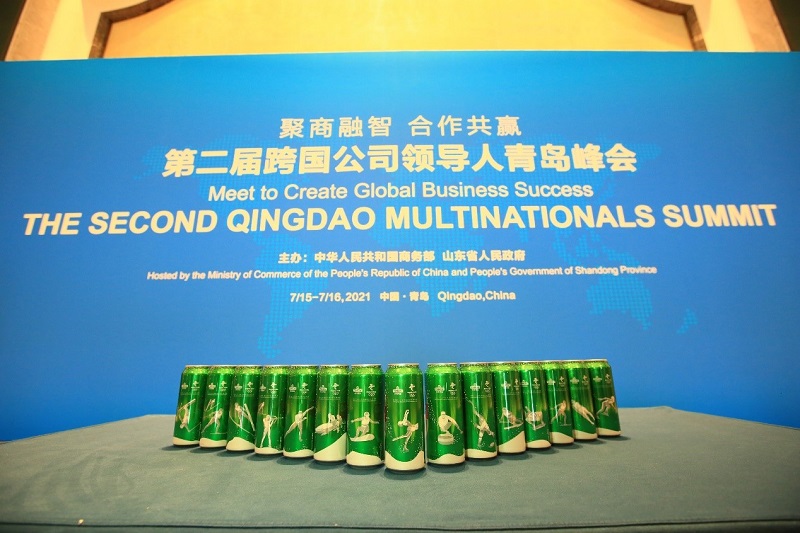 聚商融智 合作共赢
第二届跨国公司领导人青岛峰会
Meet to Create Global Business Success
THE SECOND QINGDAO MULTINATIONALS SUMMIT
主办：中华人民共和国商务部 山东省人民政府
Hosted by the Ministry of Commerce of the People's Republic of China and People's Government of Shandong Province
7/15-7/16,2021 中国·青岛 Qingdao,China